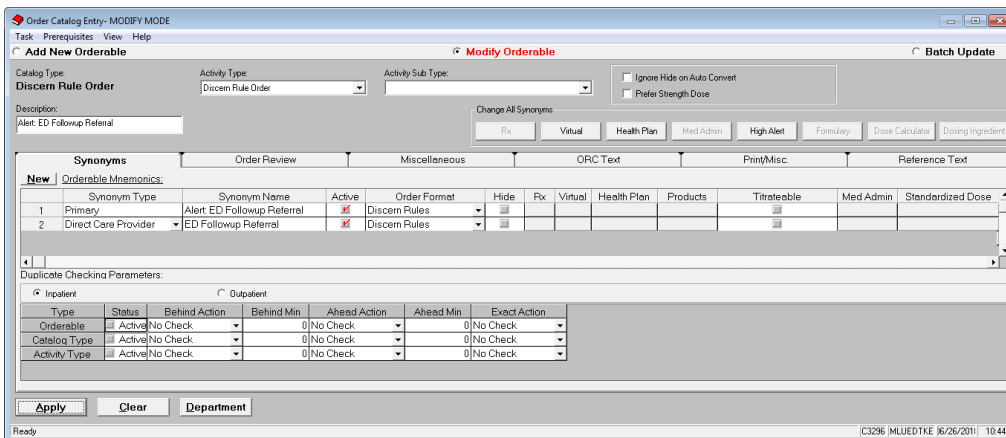 Order Catalog Entry- MODIFY MODE
Task Prerequisites View Help
Add New Orderable Modify Orderable Batch Update
Catalog Type: Activity Type: Activity Sub Type:
Discern Rule Order Discern Rule Order
Ignore Hide on Auto Convert
Prefer Strength Dose
Description: Change All Synonyms
Alert: ED Followup Referral
Rx Virtual Health Plan Med Admin High Alert Formulary Dose Calculator Dosing Ingredient
Synonyms Order Review Miscellaneous ORC Text Print/Misc. Reference Text
New Orderable Mnemonics:
Synonym Type Synonym Name Active Order Format Hide Rx Virtual Health Plan Products Titrateable Med Admin Standardized Dose
1 Primary Alert: ED Followup Referral Discern Rules
2 Direct Care Provider ED Followup Referral Discern Rules
Duplicate Checking Parameters:
Inpatient Outpatient
Type Status Behind Action Behind Min Ahead Action Ahead Min Exact Action
Orderable Active No Check 0 No Check 0 No Check
Catalog Type Active No Check 0 No Check 0 No Check
Activity Type Active No Check 0 No Check 0 No Check
Apply Clear Department
Ready C3296 MLUEDTKE 10:44